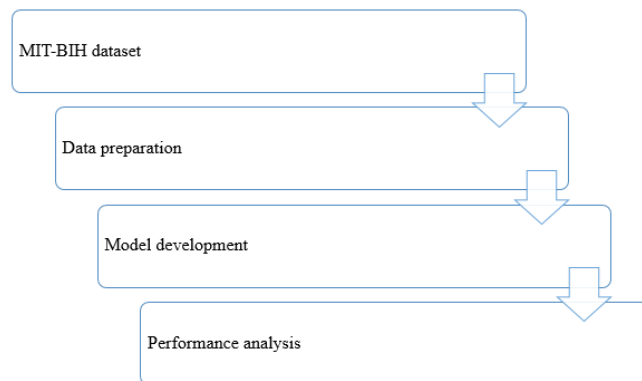 MIT-BIH dataset
Data preparation
Model development
Performance analysis